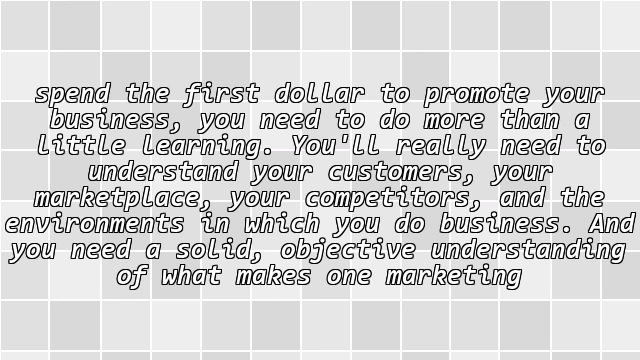 spend the first dollar to promote your
business, you need to do more than a
little learning. You'll really need to
understand your customers, your
marketplace, your competitors, and the
environments in which you do business. And
you need a solid, objective understanding
of what makes one marketing